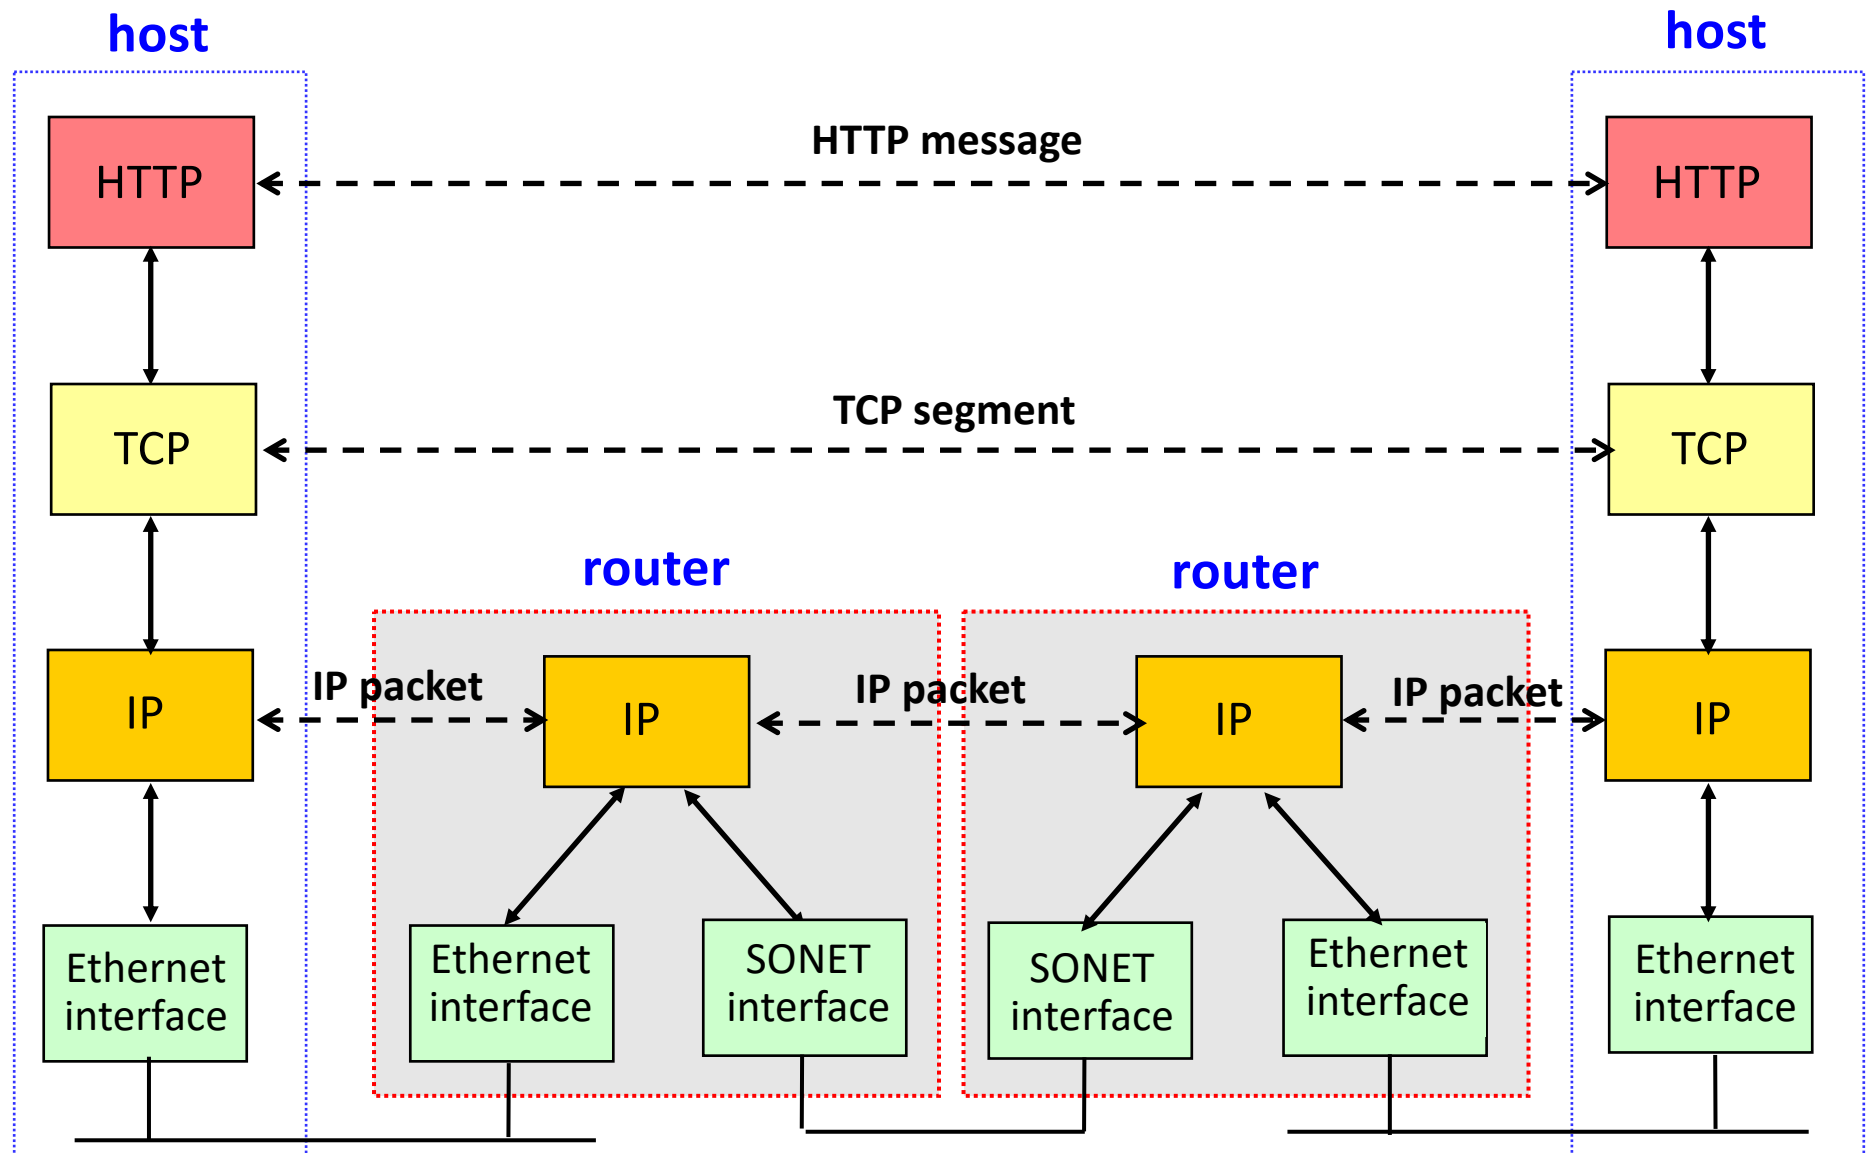 host
host
HTTP message
HTTP
HTTP
TCP segment
TCP
TCP
router
router
IP packet
IP packet
IP packet
IP
IP
IP
IP
Ethernet
interface
Ethernet
interface
SONET
interface
SONET
interface
Ethernet
interface
Ethernet
interface